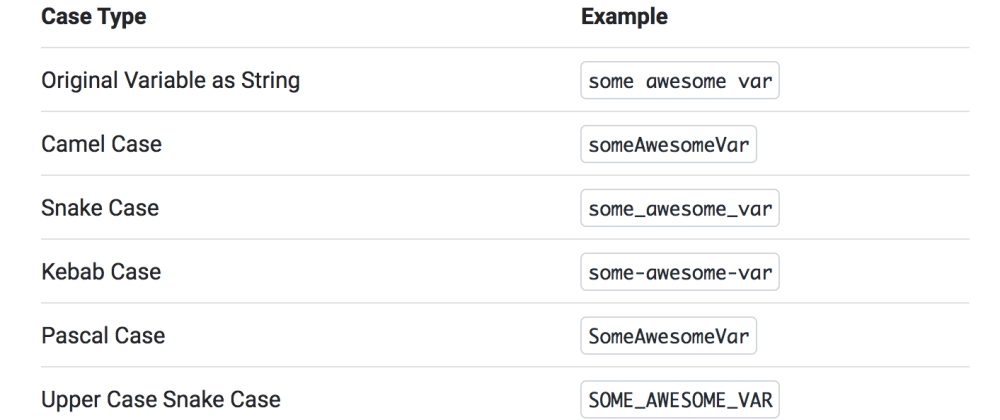 Case Type Example
Original Variable as String some awesome var
Camel Case someAwesomeVar
Snake Case some_awesome_var
Kebab Case some-awesome-var
Pascal Case SomeAwesomeVar
Upper Case Snake Case SOME_AWESOME_VAR